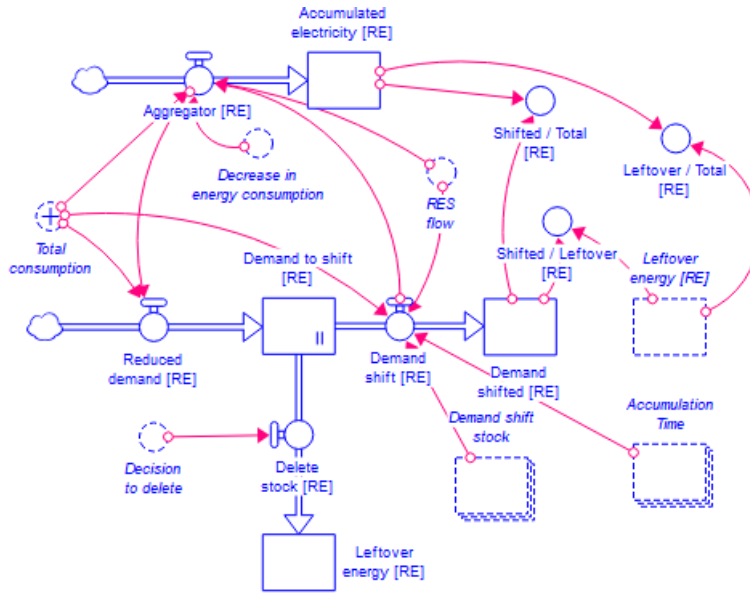 Accumulated
electricity [RE]
Aggregator [RE]
Shifted / Total
[RE]
Leftover / Total
[RE]
Decrease in
energy consumption
RES
flow
Total
consumption
Demand to shift
[RE]
Shifted / Leftover
[RE]
Leftover
energy [RE]
Reduced
demand [RE]
Demand
shift [RE]
Demand
shifted [RE]
Demand shift
stock
Accumulation
Time
Decision
to delete
Delete
stock [RE]
Leftover
energy [RE]